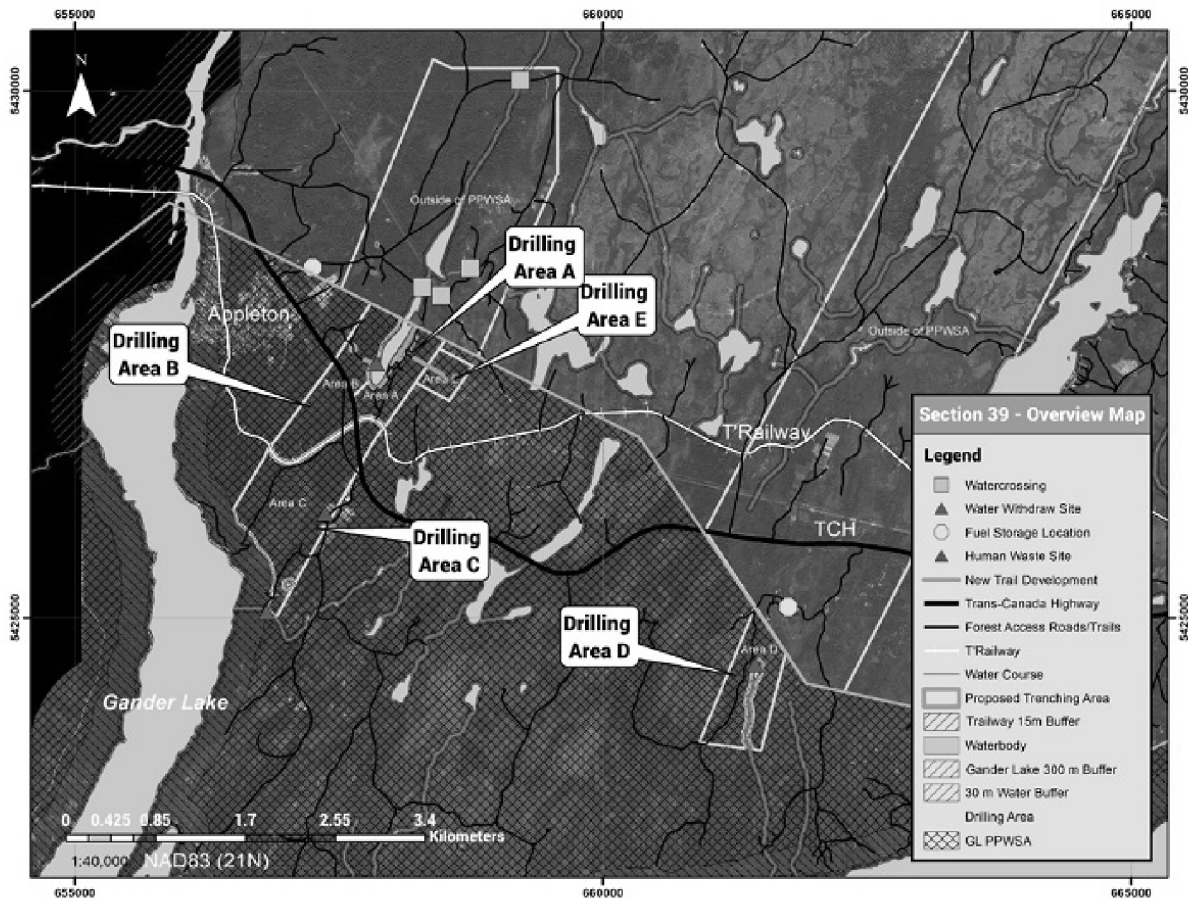 655000
660000
665000
N
5430000
5430000
Outside of PPWSA
Drilling
Area A
Drilling
Area E
Appleton
Outside of PPWSA
Drilling
Area B
Area B
Area A
T'Railway
Area C
TCH
Drilling
Area C
5425000
5425000
Drilling
Area D
Area D
Gander Lake
Section 39 - Overview Map
Legend
Watercrossing
Water Withdraw Site
Fuel Storage Location
Human Waste Site
New Trail Development
Trans-Canada Highway
Forest Access Roads/Trails
T'Railway
Water Course
Proposed Trenching Area
Trailway 15m Buffer
Waterbody
Gander Lake 300 m Buffer
30 m Water Buffer
Drilling Area
GL PPWSA
0 0.425 0.85 1.7 2.55 3.4
Kilometers
1:40,000 NAD83 (21N)
655000
660000
665000